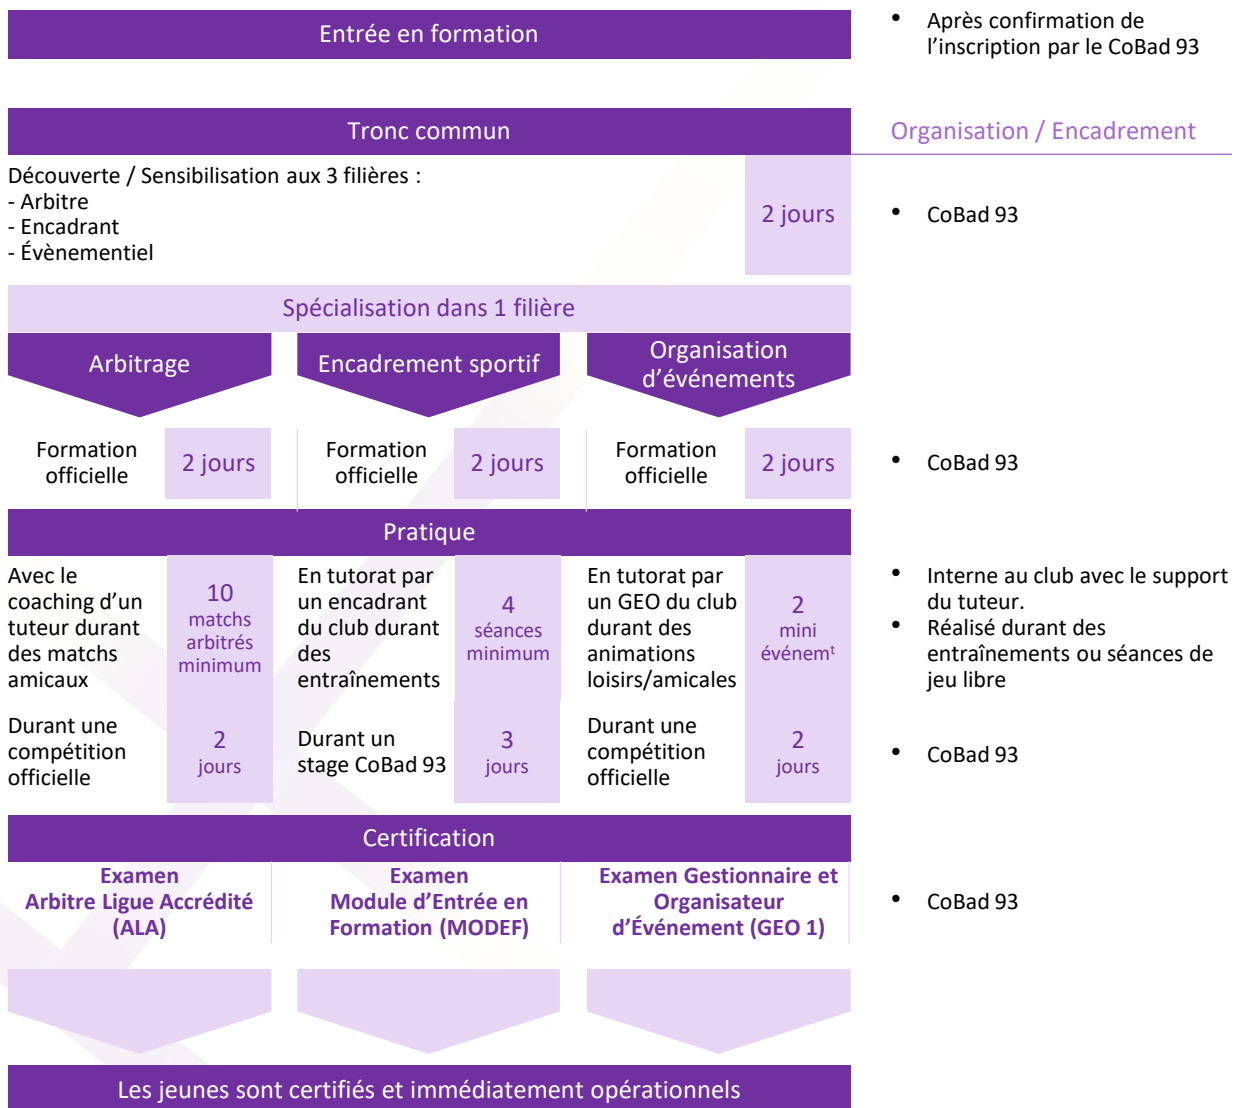 Entrée en formation
• Après confirmation de
l’inscription par le CoBad 93
Tronc commun
Organisation / Encadrement
Découverte / Sensibilisation aux 3 filières :
- Arbitre
- Encadrant
- Évènementiel
2 jours
• CoBad 93
Spécialisation dans 1 filière
Arbitrage
Encadrement sportif
Organisation
d’événements
Formation
officielle
2 jours
Formation
officielle
2 jours
Formation
officielle
2 jours
• CoBad 93
Pratique
Avec le
coaching d’un
tuteur durant
des matchs
amicaux
10
matchs
arbitrés
minimum
En tutorat par
un encadrant
du club durant
des
entraînements
4
séances
minimum
En tutorat par
un GEO du club
durant des
animations
loisirs/amicales
2
mini
événemᵗ
• Interne au club avec le support
du tuteur.
• Réalisé durant des
entraînements ou séances de
jeu libre
Durant une
compétition
officielle
2
jours
Durant un
stage CoBad 93
3
jours
Durant une
compétition
officielle
2
jours
• CoBad 93
Certification
Examen
Arbitre Ligue Accrédité
(ALA)
Examen
Module d’Entrée en
Formation (MODEF)
Examen Gestionnaire et
Organisateur
d’Événement (GEO 1)
• CoBad 93
Les jeunes sont certifiés et immédiatement opérationnels